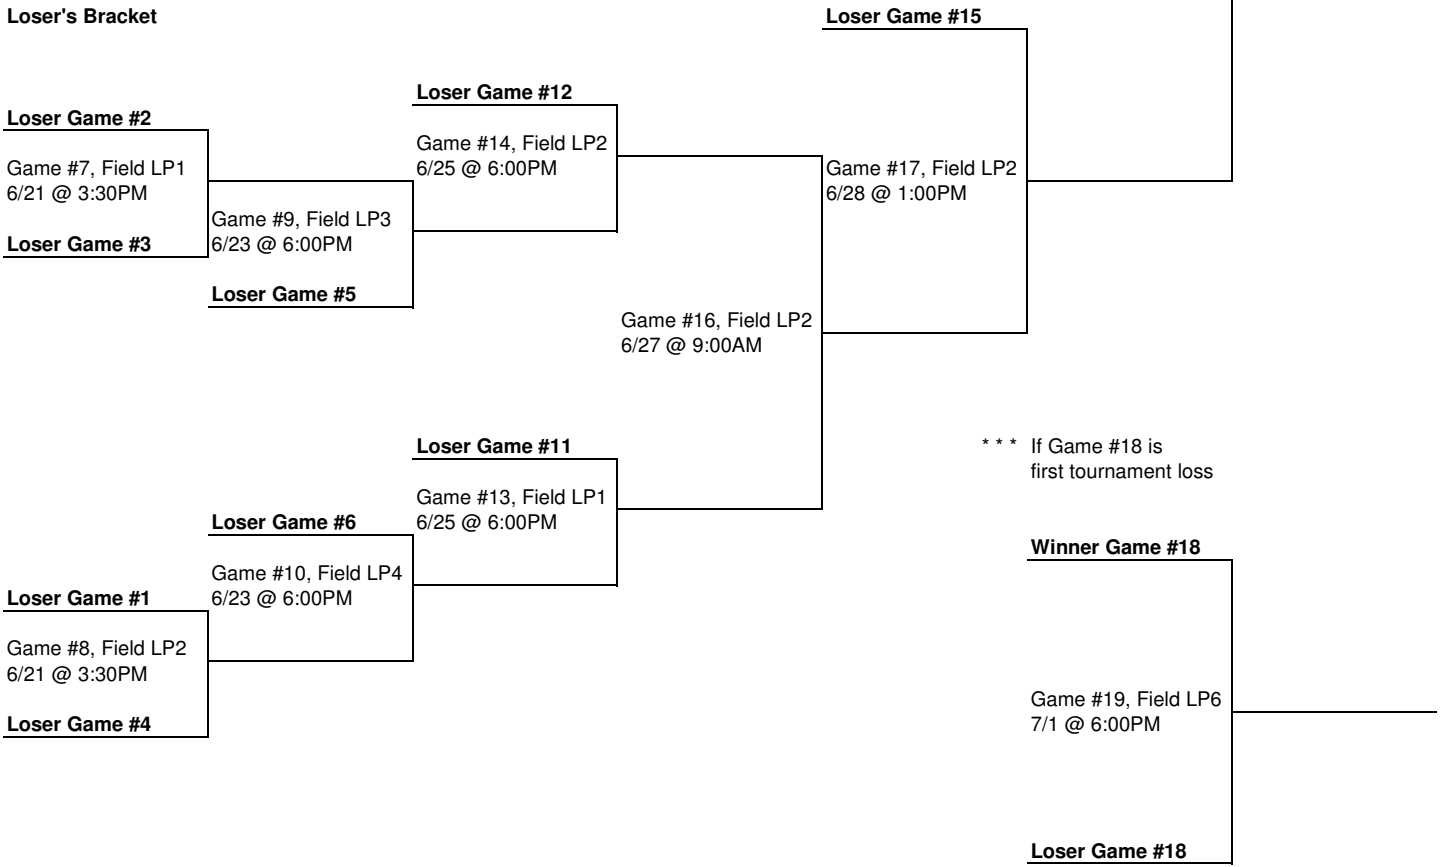 Loser's Bracket
Loser Game #15
Loser Game #12
Loser Game #2
Game #14, Field LP2
6/25 @ 6:00PM
Game #7, Field LP1
6/21 @ 3:30PM
Game #17, Field LP2
6/28 @ 1:00PM
Game #9, Field LP3
6/23 @ 6:00PM
Loser Game #3
Loser Game #5
Game #16, Field LP2
6/27 @ 9:00AM
Loser Game #11
* * * If Game #18 is
first tournament loss
Game #13, Field LP1
6/25 @ 6:00PM
Loser Game #6
Winner Game #18
Game #10, Field LP4
6/23 @ 6:00PM
Loser Game #1
Game #8, Field LP2
6/21 @ 3:30PM
Game #19, Field LP6
7/1 @ 6:00PM
Loser Game #4
Loser Game #18